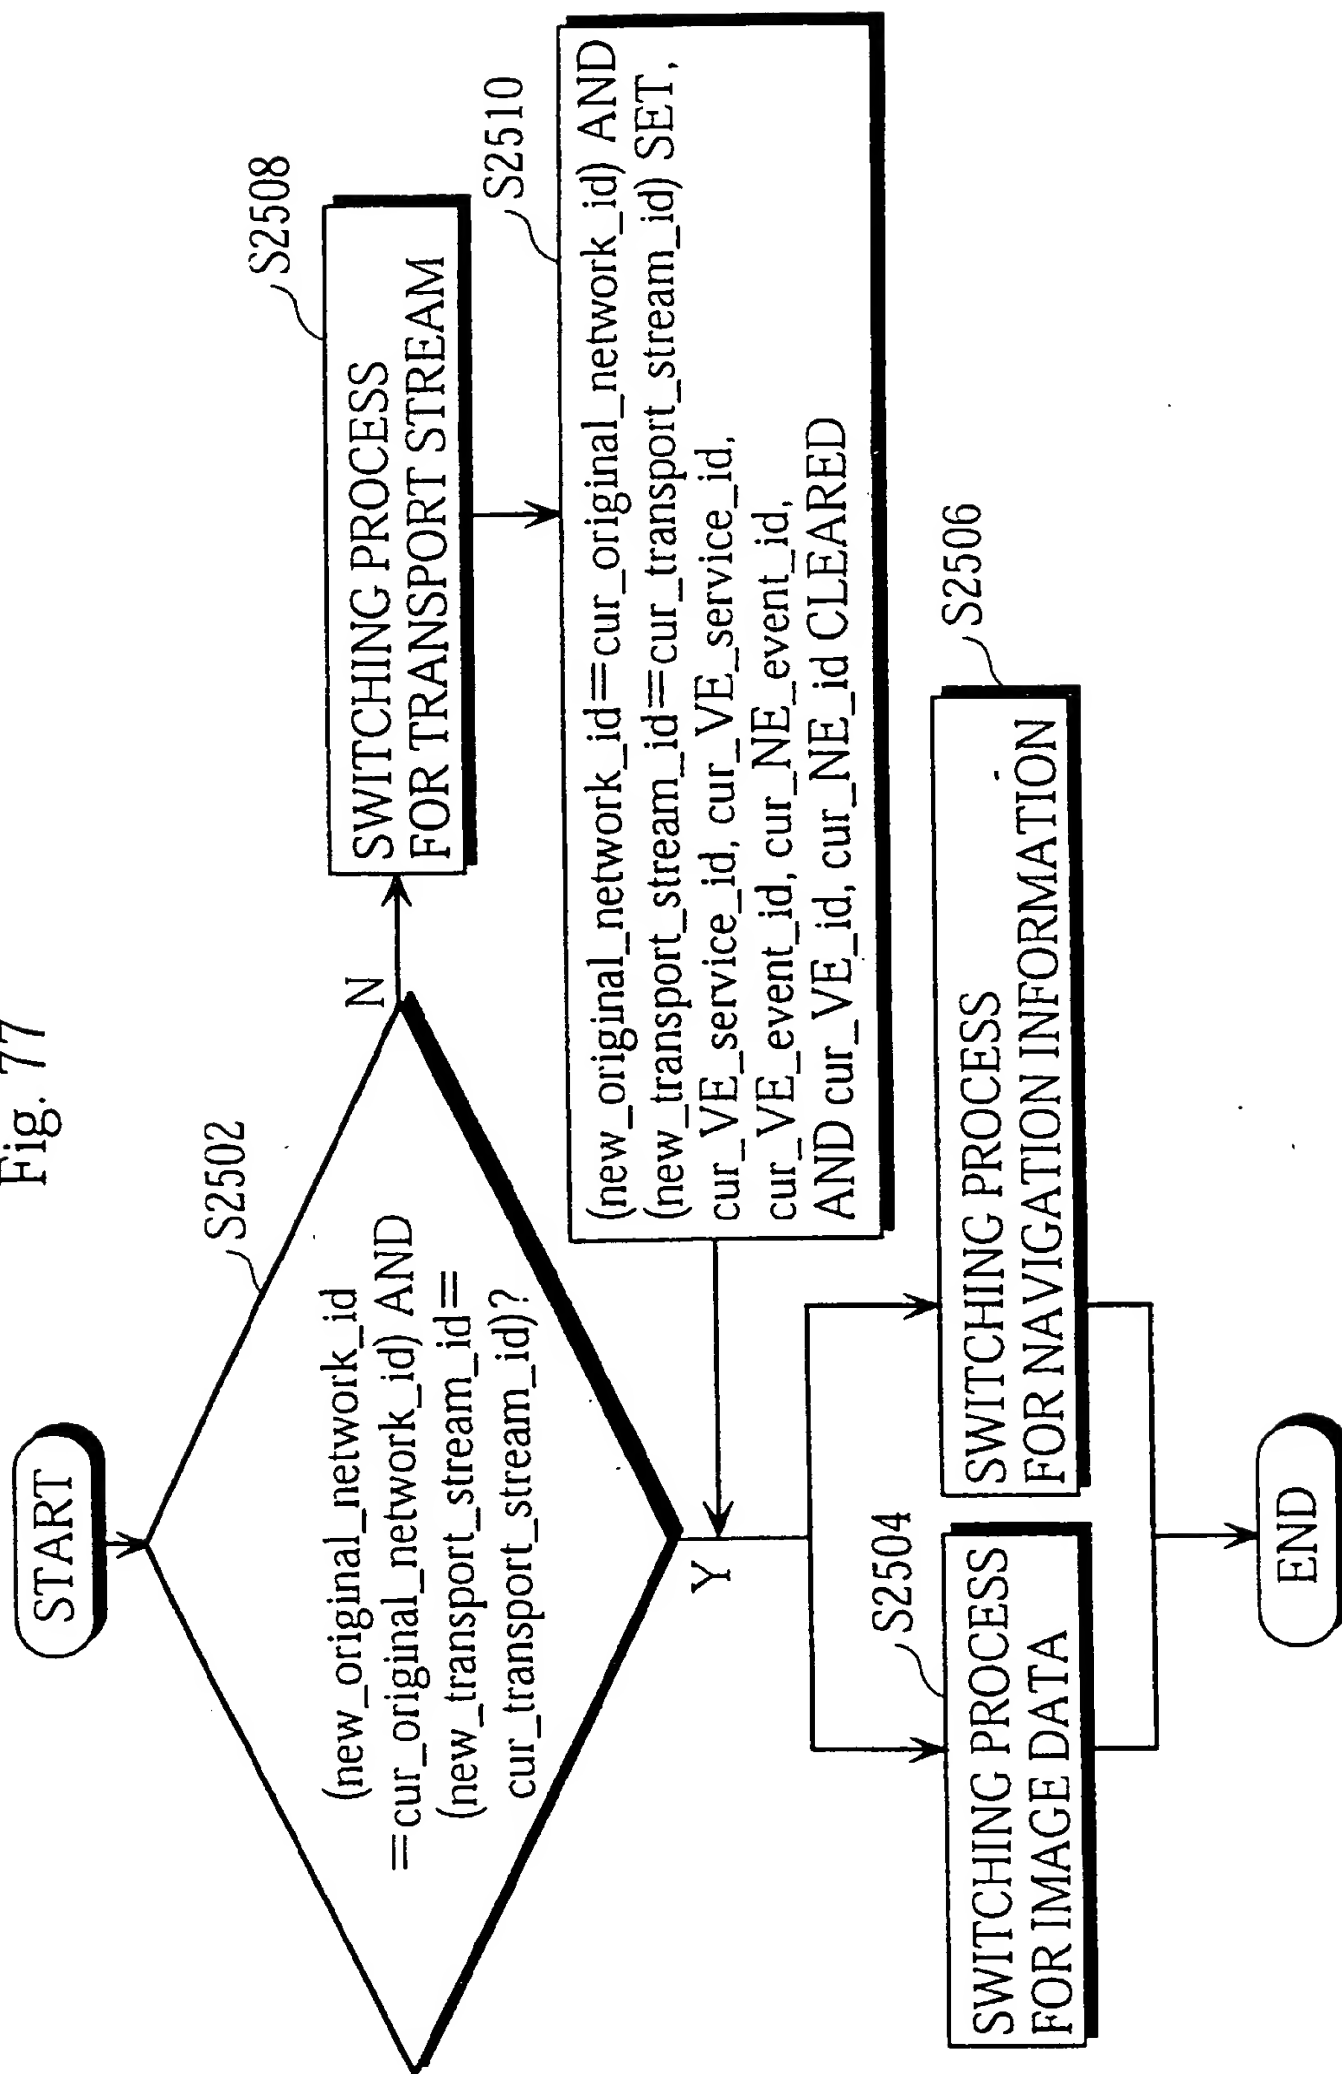 Fig. 77
START
S2502
(new_original_network_id
=cur_original_network_id) AND
(new_transport_stream_id=
cur_transport_stream_id)?
N
Y
S2508
SWITCHING PROCESS
FOR TRANSPORT STREAM
S2510
(new_original_network_id=cur_original_network_id) AND
(new_transport_stream_id=cur_transport_stream_id) SET,
cur_VE_service_id, cur_VE_service_id,
cur_VE_event_id, cur_NE_event_id,
AND cur_VE_id, cur_NE_id CLEARED
S2504
SWITCHING PROCESS
FOR IMAGE DATA
S2506
SWITCHING PROCESS
FOR NAVIGATION INFORMATION
END